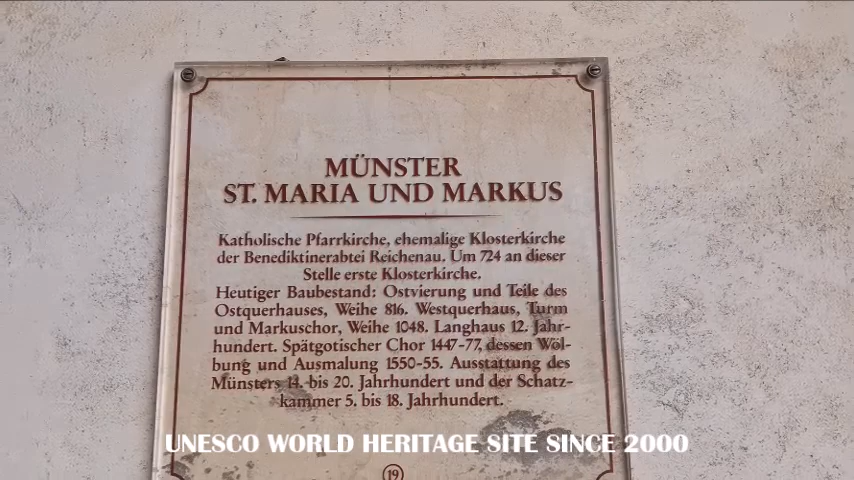 MÜNSTER
ST. MARIA UND MARKUS
Katholische Pfarrkirche, ehemalige Klosterkirche
der Benediktinerabtei Reichenau. Um 724 an dieser
Stelle erste Klosterkirche.
Heutiger Baubestand: Ostvierung und Teile des
Ostquerhauses, Weihe 816. Westquerhaus, Turm
und Markuschor, Weihe 1048. Langhaus 12. Jahr-
hundert. Spätgotischer Chor 1447-77, dessen Wöl-
bung und Ausmalung 1550-55. Ausstattung des
Münsters 14. bis 20. Jahrhundert und der Schatz-
kammer 5. bis 18. Jahrhundert.
UNESCO WORLD HERITAGE SITE SINCE 2000
19